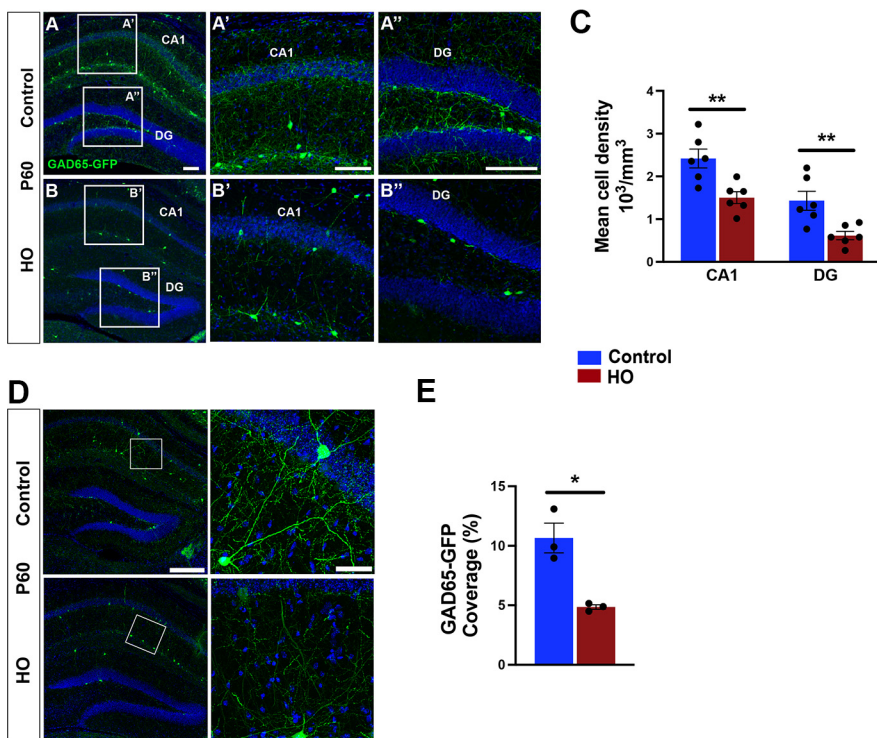 A
A'
CA1
A''
DG
GAD65-GFP
A'
CA1
A''
DG
B
B'
CA1
B''
DG
B'
CA1
B''
DG
P60
Control
HO
C
Mean cell density
10³/mm³
4
3
2
1
0
**
**
CA1
DG
Control
HO
D
P60
Control
HO
E
GAD65-GFP
Coverage (%)
15
10
5
0
*